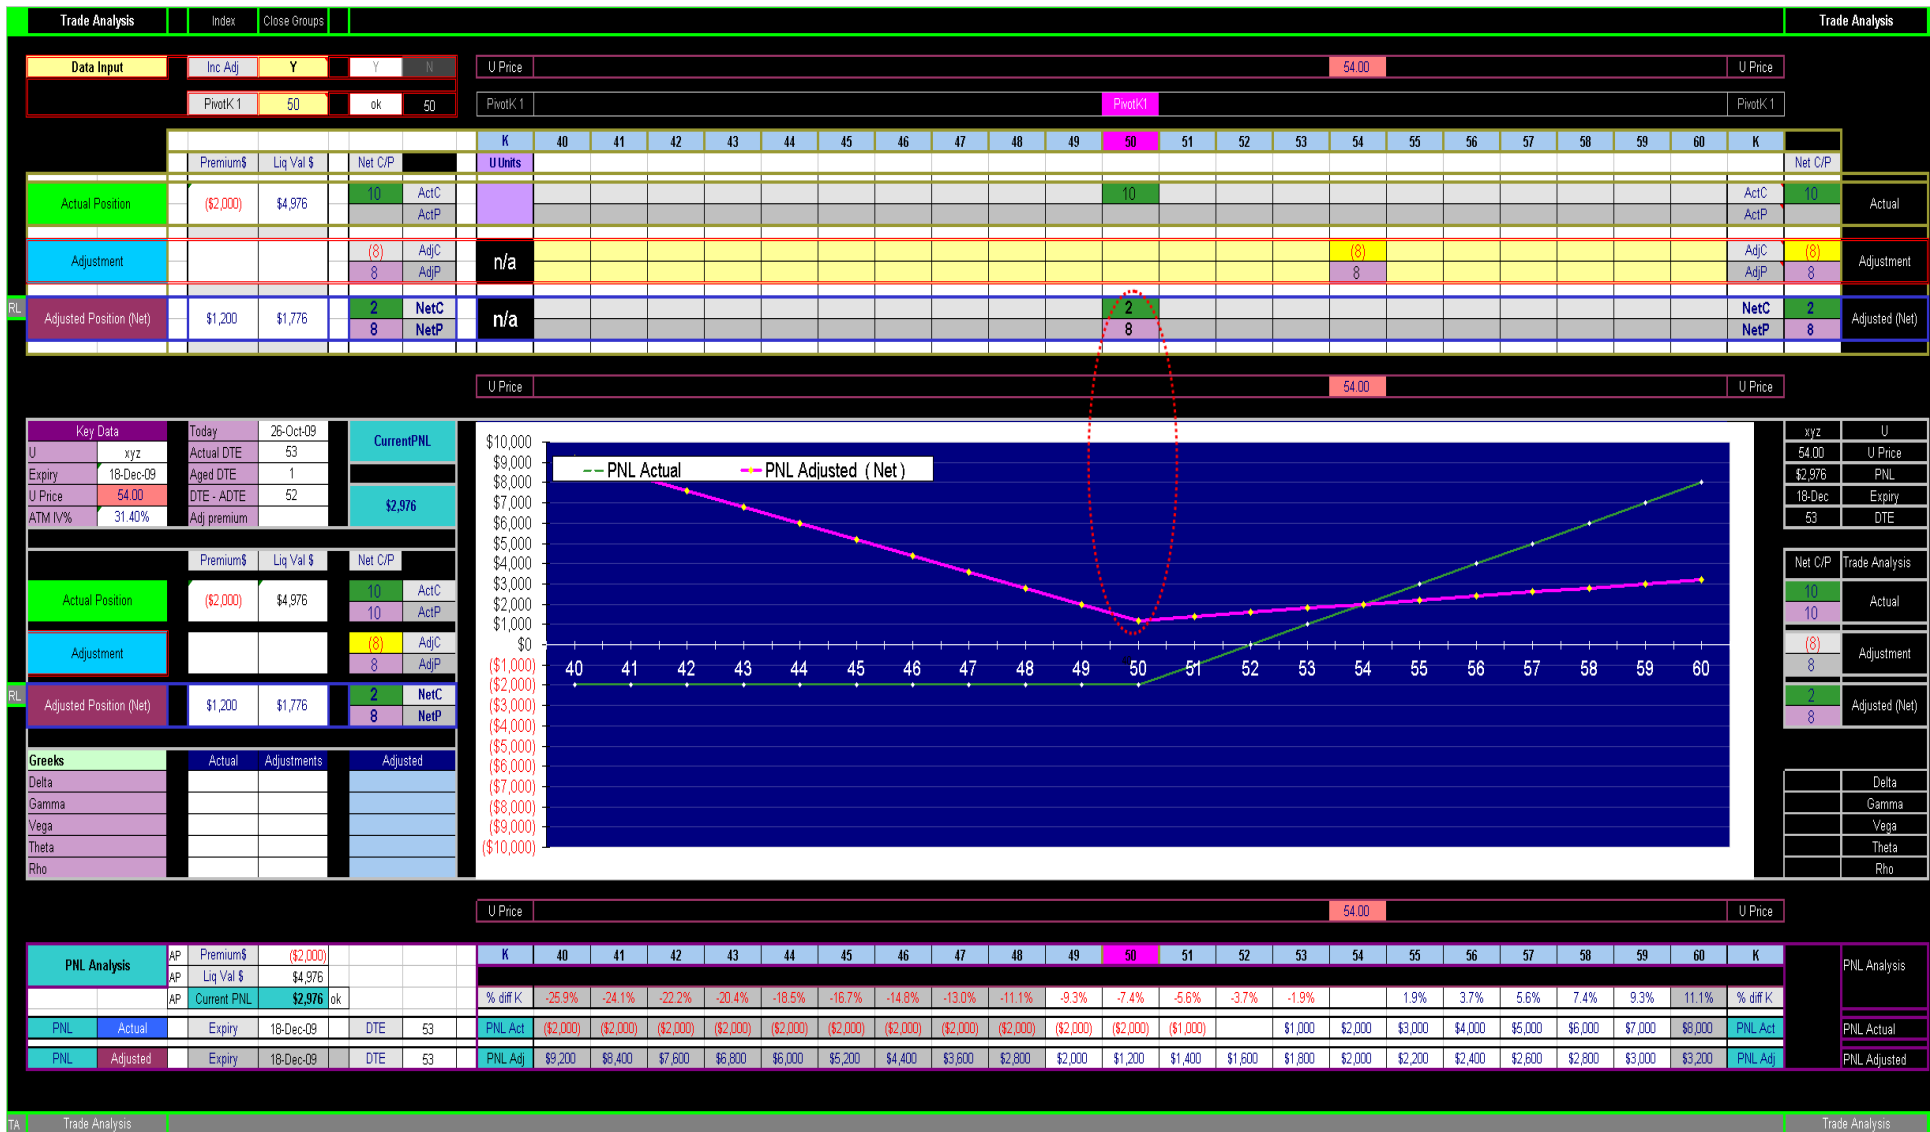 Trade Analysis Index Close Groups Trade Analysis
Data Input Inc Adj Y Y N U Price 54.00 U Price
PivotK 1 50 ok 50 PivotK 1 PivotK1 PivotK 1
K 40 41 42 43 44 45 46 47 48 49 50 51 52 53 54 55 56 57 58 59 60 K
Premium$ Liq Val $ Net C/P U Units Net C/P
Actual Position ($2,000) $4,976 10 ActC 10 ActC 10 Actual
ActP ActP
Adjustment (8) AdjC n/a (8) AdjC (8) Adjustment
8 AdjP 8 AdjP 8
RL Adjusted Position (Net) $1,200 $1,776 2 NetC n/a 2 NetC 2 Adjusted (Net)
8 NetP 8 NetP 8
U Price 54.00 U Price
Key Data Today 26-Oct-09 CurrentPNL
U xyz Actual DTE 53
Expiry 18-Dec-09 Aged DTE 1
U Price 54.00 DTE - ADTE 52 $2,976
ATM IV% 31.40% Adj premium
Premium$ Liq Val $ Net C/P
Actual Position ($2,000) $4,976 10 ActC
10 ActP
Adjustment (8) AdjC
8 AdjP
RL Adjusted Position (Net) $1,200 $1,776 2 NetC
8 NetP
Greeks Actual Adjustments Adjusted
Delta
Gamma
Vega
Theta
Rho
PNL Actual PNL Adjusted ( Net )
$10,000
$9,000
$8,000
$7,000
$6,000
$5,000
$4,000
$3,000
$2,000
$1,000
$0
($1,000)
($2,000)
($3,000)
($4,000)
($5,000)
($6,000)
($7,000)
($8,000)
($9,000)
($10,000)
40 41 42 43 44 45 46 47 48 49 50 51 52 53 54 55 56 57 58 59 60
xyz U
54.00 U Price
$2,976 PNL
18-Dec Expiry
53 DTE
Net C/P Trade Analysis
10 Actual
10
(8) Adjustment
8
2 Adjusted (Net)
8
Delta
Gamma
Vega
Theta
Rho
U Price 54.00 U Price
PNL Analysis AP Premium$ ($2,000) K 40 41 42 43 44 45 46 47 48 49 50 51 52 53 54 55 56 57 58 59 60 K PNL Analysis
AP Liq Val $ $4,976
AP Current PNL $2,976 ok % diff K -25.9% -24.1% -22.2% -20.4% -18.5% -16.7% -14.8% -13.0% -11.1% -9.3% -7.4% -5.6% -3.7% -1.9% 1.9% 3.7% 5.6% 7.4% 9.3% 11.1% % diff K
PNL Actual Expiry 18-Dec-09 DTE 53 PNL Act ($2,000) ($2,000) ($2,000) ($2,000) ($2,000) ($2,000) ($2,000) ($2,000) ($2,000) ($2,000) ($2,000) ($1,000) $1,000 $2,000 $3,000 $4,000 $5,000 $6,000 $7,000 $8,000 PNL Act PNL Actual
PNL Adjusted Expiry 18-Dec-09 DTE 53 PNL Adj $9,200 $8,400 $7,600 $6,800 $6,000 $5,200 $4,400 $3,600 $2,800 $2,000 $1,200 $1,400 $1,600 $1,800 $2,000 $2,200 $2,400 $2,600 $2,800 $3,000 $3,200 PNL Adj PNL Adjusted
TA Trade Analysis Trade Analysis